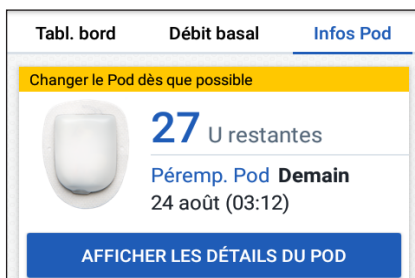 Tabl. bord Débit basal Infos Pod
Changer le Pod dès que possible
27 U restantes
Péremp. Pod Demain
24 août (03:12)
AFFICHER LES DÉTAILS DU POD